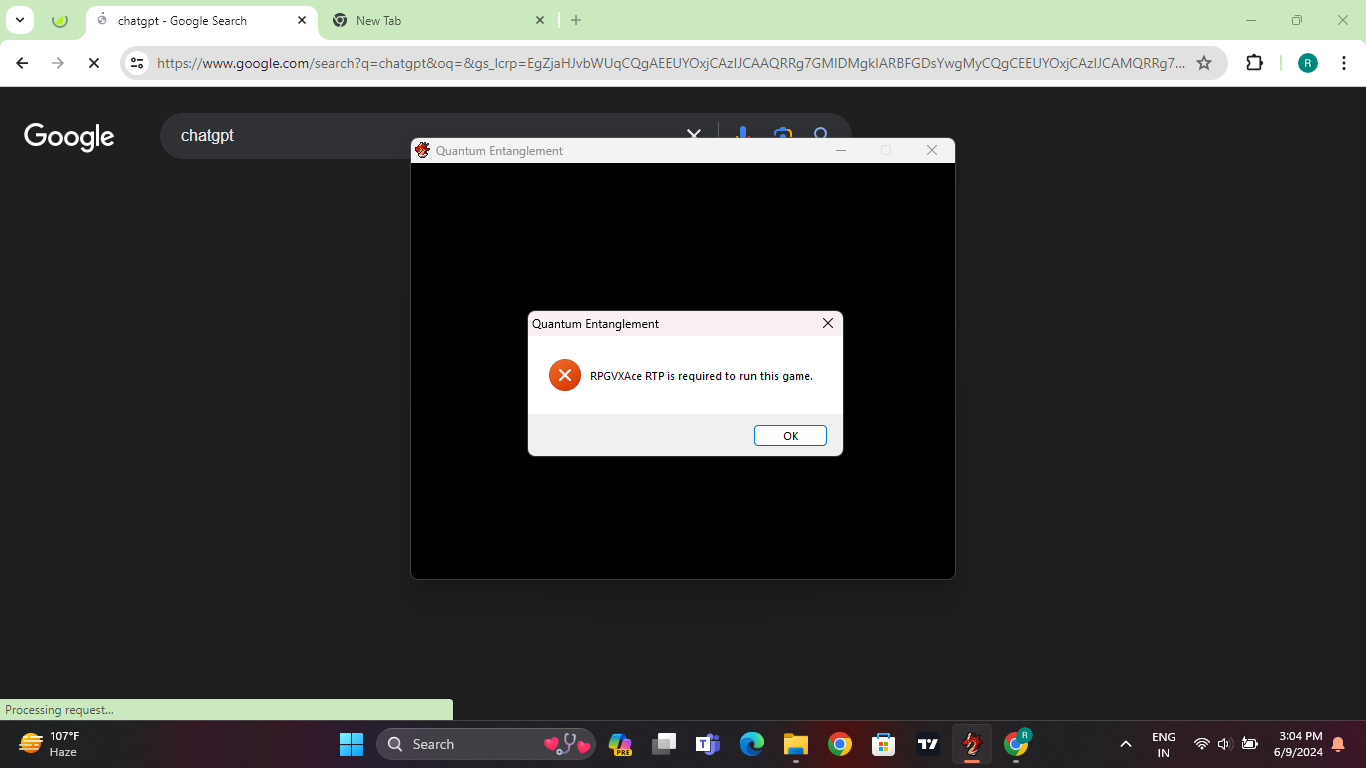 chatgpt - Google Search
New Tab
https://www.google.com/search?q=chatgpt&oq=&gs_lcrp=EgZjaHJvbWUqCQgAEEUYOxjCAzIJCAAQRRg7GMIDMgkIARBFGDsYwgMyCQgCEEUYOxjCAzIJCAMQRRg7...
R
Google
chatgpt
Quantum Entanglement
Quantum Entanglement
RPGVXAce RTP is required to run this game.
OK
Processing request...
107°F
Haze
Search
PRE
R
ENG
IN
3:04 PM
6/9/2024